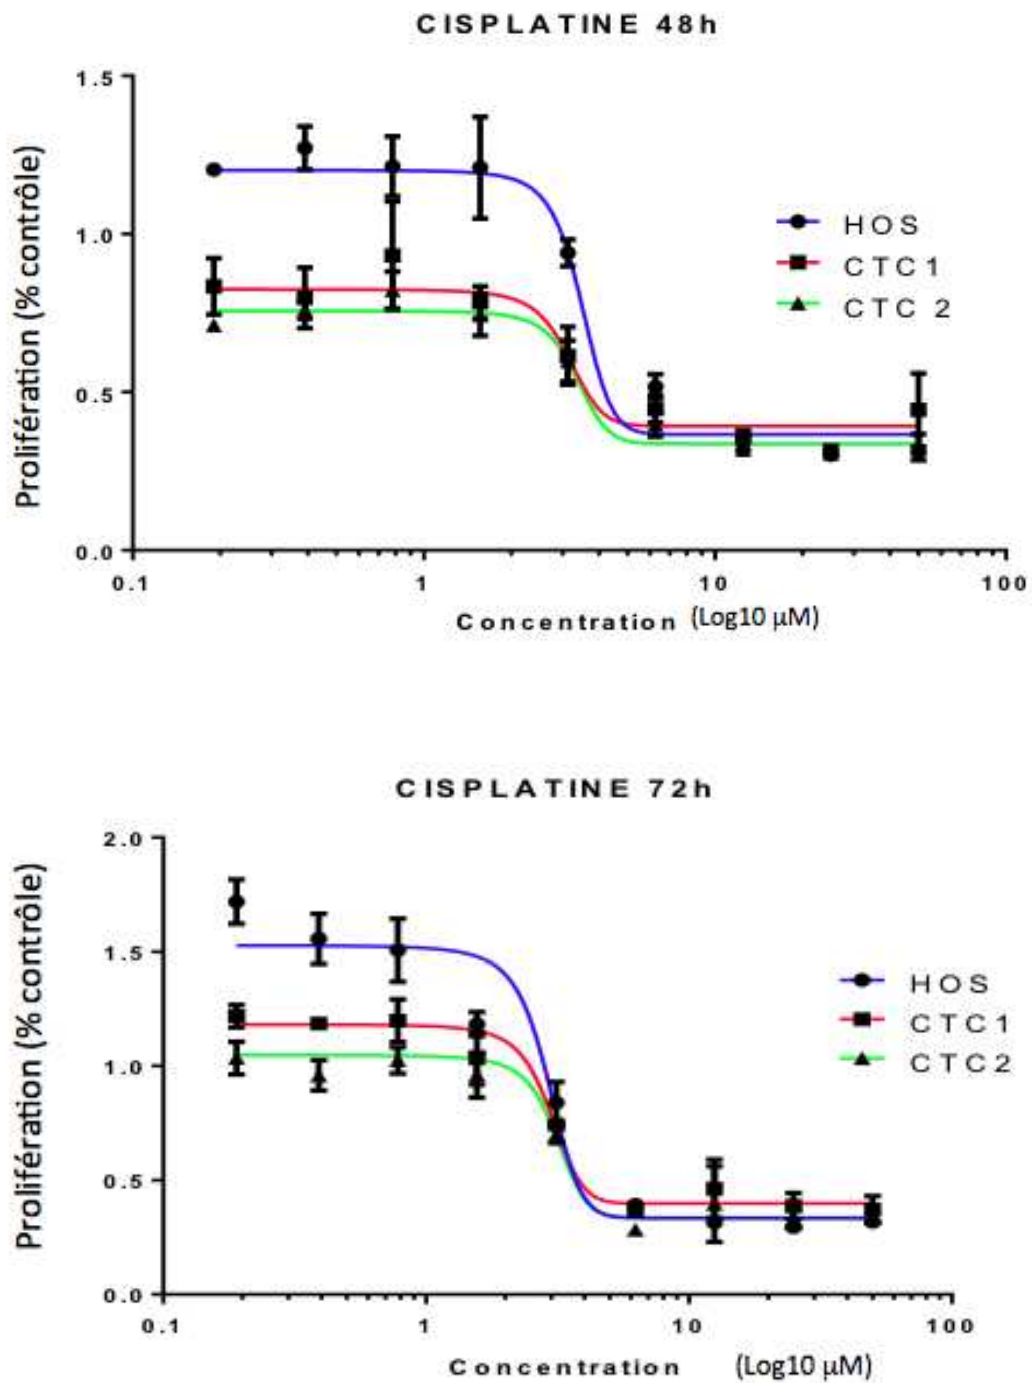 CISPLATINE 48h
Prolifération (% contrôle)
1.5
1.0
0.5
0.0
HOS
CTC1
CTC 2
0.1
1
10
100
Concentration (Log10 µM)
CISPLATINE 72h
Prolifération (% contrôle)
2.0
1.5
1.0
0.5
0.0
HOS
CTC1
CTC2
0.1
1
10
100
Concentration (Log10 µM)